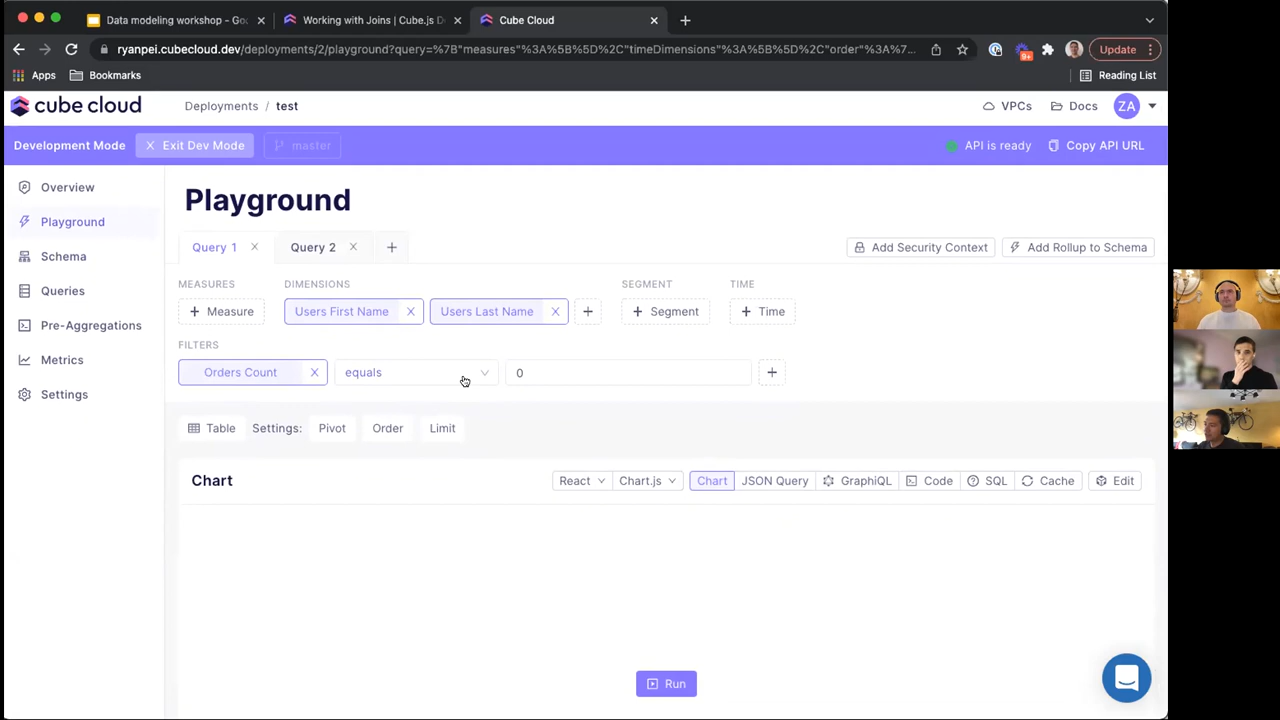 Data modeling workshop - Go
Working with Joins | Cube.js D
Cube Cloud
ryanpei.cubecloud.dev/deployments/2/playground?query=%7B"measures"%3A%5B%5D%2C"timeDimensions"%3A%5B%5D%2C"order"%3A%7...
9+
Update
Apps
Bookmarks
Reading List
cube cloud
Deployments / test
VPCs
Docs
ZA
Development Mode
Exit Dev Mode
master
API is ready
Copy API URL
Overview
Playground
Schema
Queries
Pre-Aggregations
Metrics
Settings
Playground
Query 1
Query 2
Add Security Context
Add Rollup to Schema
MEASURES
DIMENSIONS
SEGMENT
TIME
+ Measure
Users First Name
Users Last Name
+
+ Segment
+ Time
FILTERS
Orders Count
equals
0
+
Table
Settings:
Pivot
Order
Limit
Chart
React
Chart.js
Chart
JSON Query
GraphiQL
Code
SQL
Cache
Edit
Run